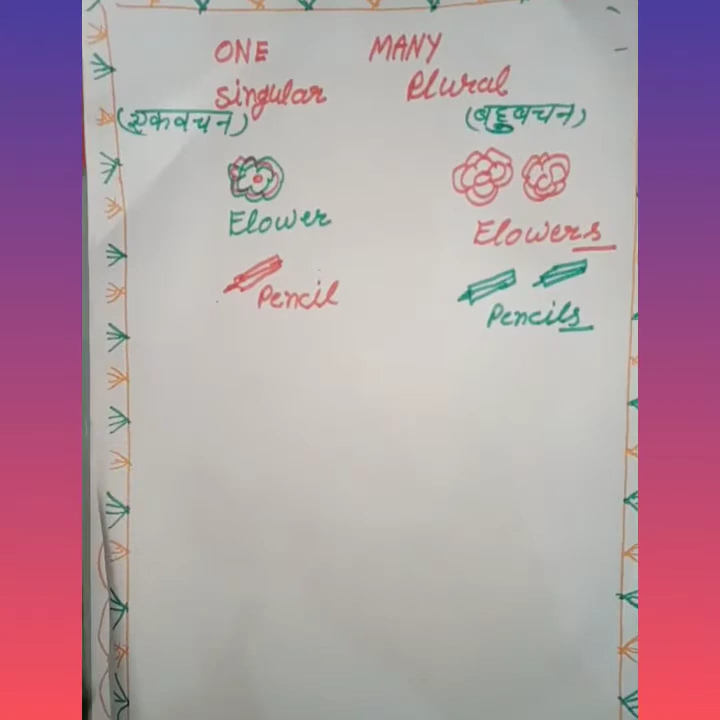 ONE MANY
Singular Plural
(एकवचन) (बहुवचन)
Flower Flowers
Pencil Pencils